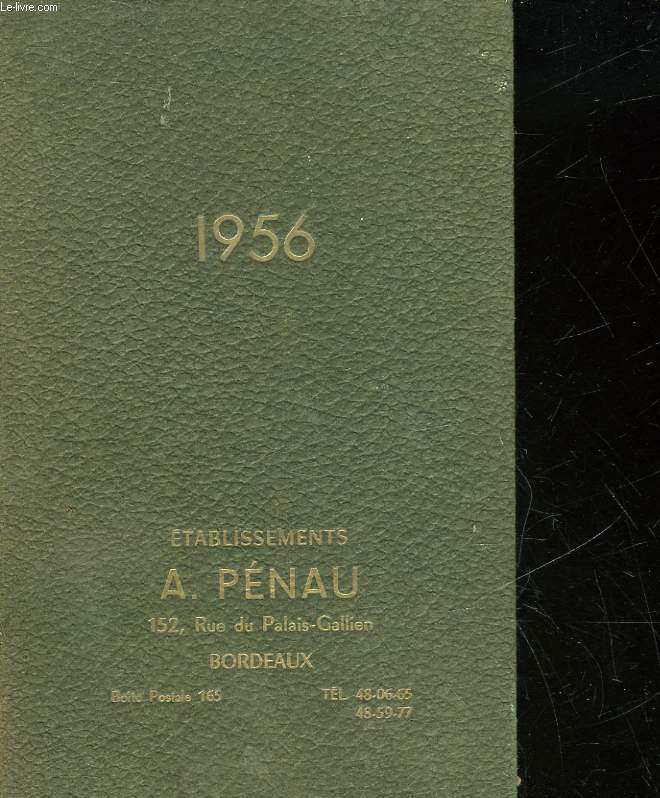 Le-livre.com
1956
ÉTABLISSEMENTS
A. PÉNAU
152, Rue du Palais-Gallien
BORDEAUX
Boîte Postale 165 TÉL. 48-06-65
48-59-77